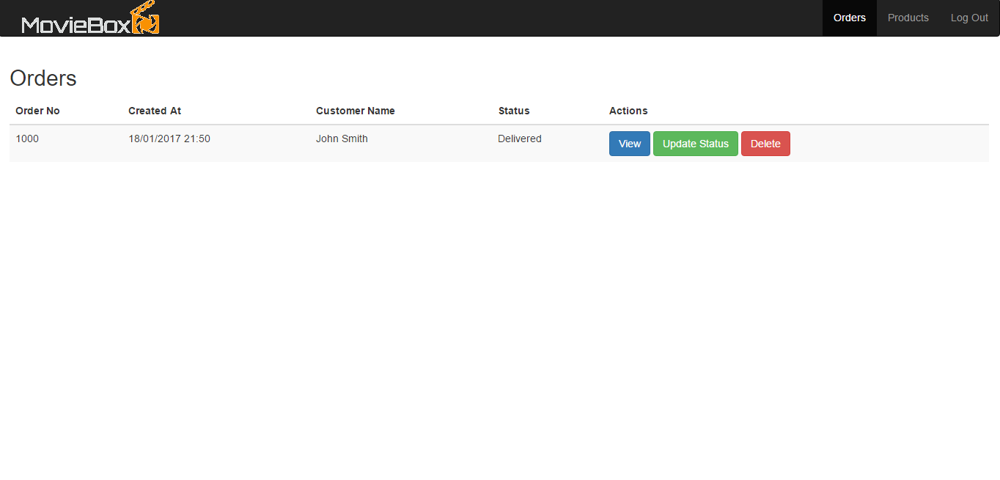 MovieBox
Orders Products Log Out
Orders
Order No Created At Customer Name Status Actions
1000 18/01/2017 21:50 John Smith Delivered View Update Status Delete